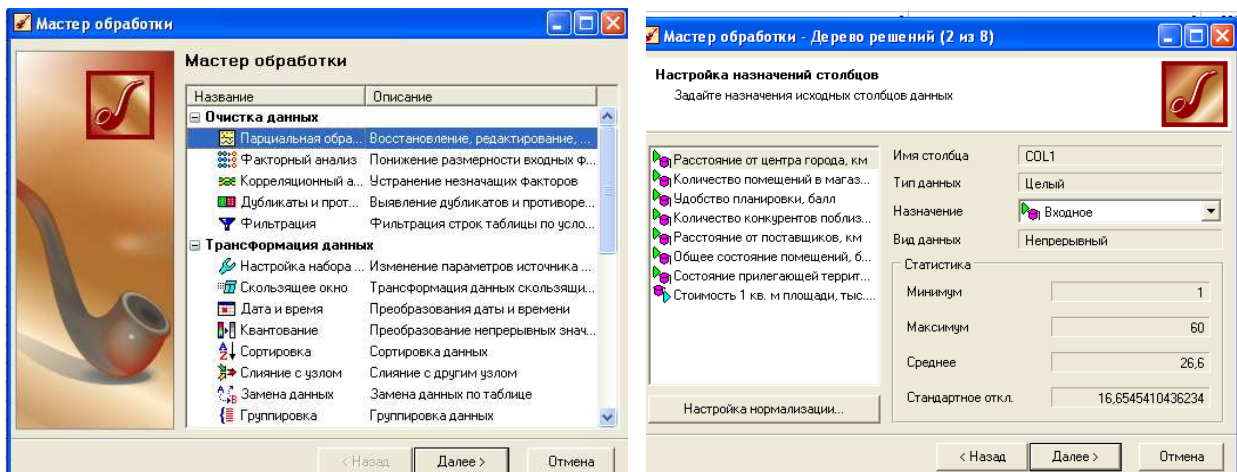 Мастер обработки
Мастер обработки
Название Описание
Очистка данных
Парциальная обра... Восстановление, редактирование, ...
Факторный анализ Понижение размерности входных ф...
Корреляционный а... Устранение незначащих факторов
Дубликаты и прот... Выявление дубликатов и противоре...
Фильтрация Фильтрация строк таблицы по усло...
Трансформация данных
Настройка набора ... Изменение параметров источника ...
Скользящее окно Трансформация данных скользящи...
Дата и время Преобразования даты и времени
Квантование Преобразование непрерывных знач...
Сортировка Сортировка данных
Слияние с узлом Слияние с другим узлом
Замена данных Замена данных по таблице
Группировка Группировка данных
< Назад Далее > Отмена
Мастер обработки - Дерево решений (2 из 8)
Настройка назначений столбцов
Задайте назначения исходных столбцов данных
Расстояние от центра города, км
Количество помещений в магаз...
Удобство планировки, балл
Количество конкурентов поблиз...
Расстояние от поставщиков, км
Общее состояние помещений, б...
Состояние прилегающей террит...
Стоимость 1 кв. м площади, тыс....
Настройка нормализации...
Имя столбца COL1
Тип данных Целый
Назначение Входное
Вид данных Непрерывный
Статистика
Минимум 1
Максимум 60
Среднее 26,6
Стандартное откл. 16,6545410436234
< Назад Далее > Отмена